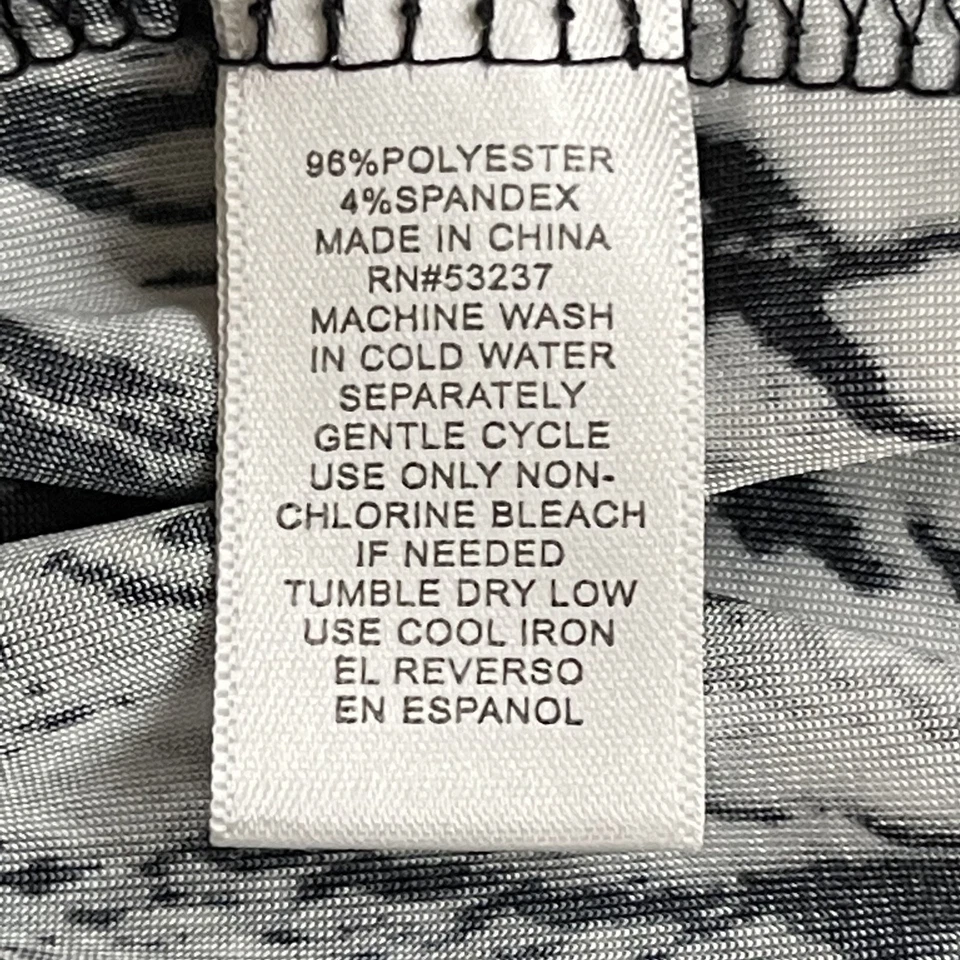 96%POLYESTER
4%SPANDEX
MADE IN CHINA
RN#53237
MACHINE WASH
IN COLD WATER
SEPARATELY
GENTLE CYCLE
USE ONLY NON-
CHLORINE BLEACH
IF NEEDED
TUMBLE DRY LOW
USE COOL IRON
EL REVERSO
EN ESPANOL